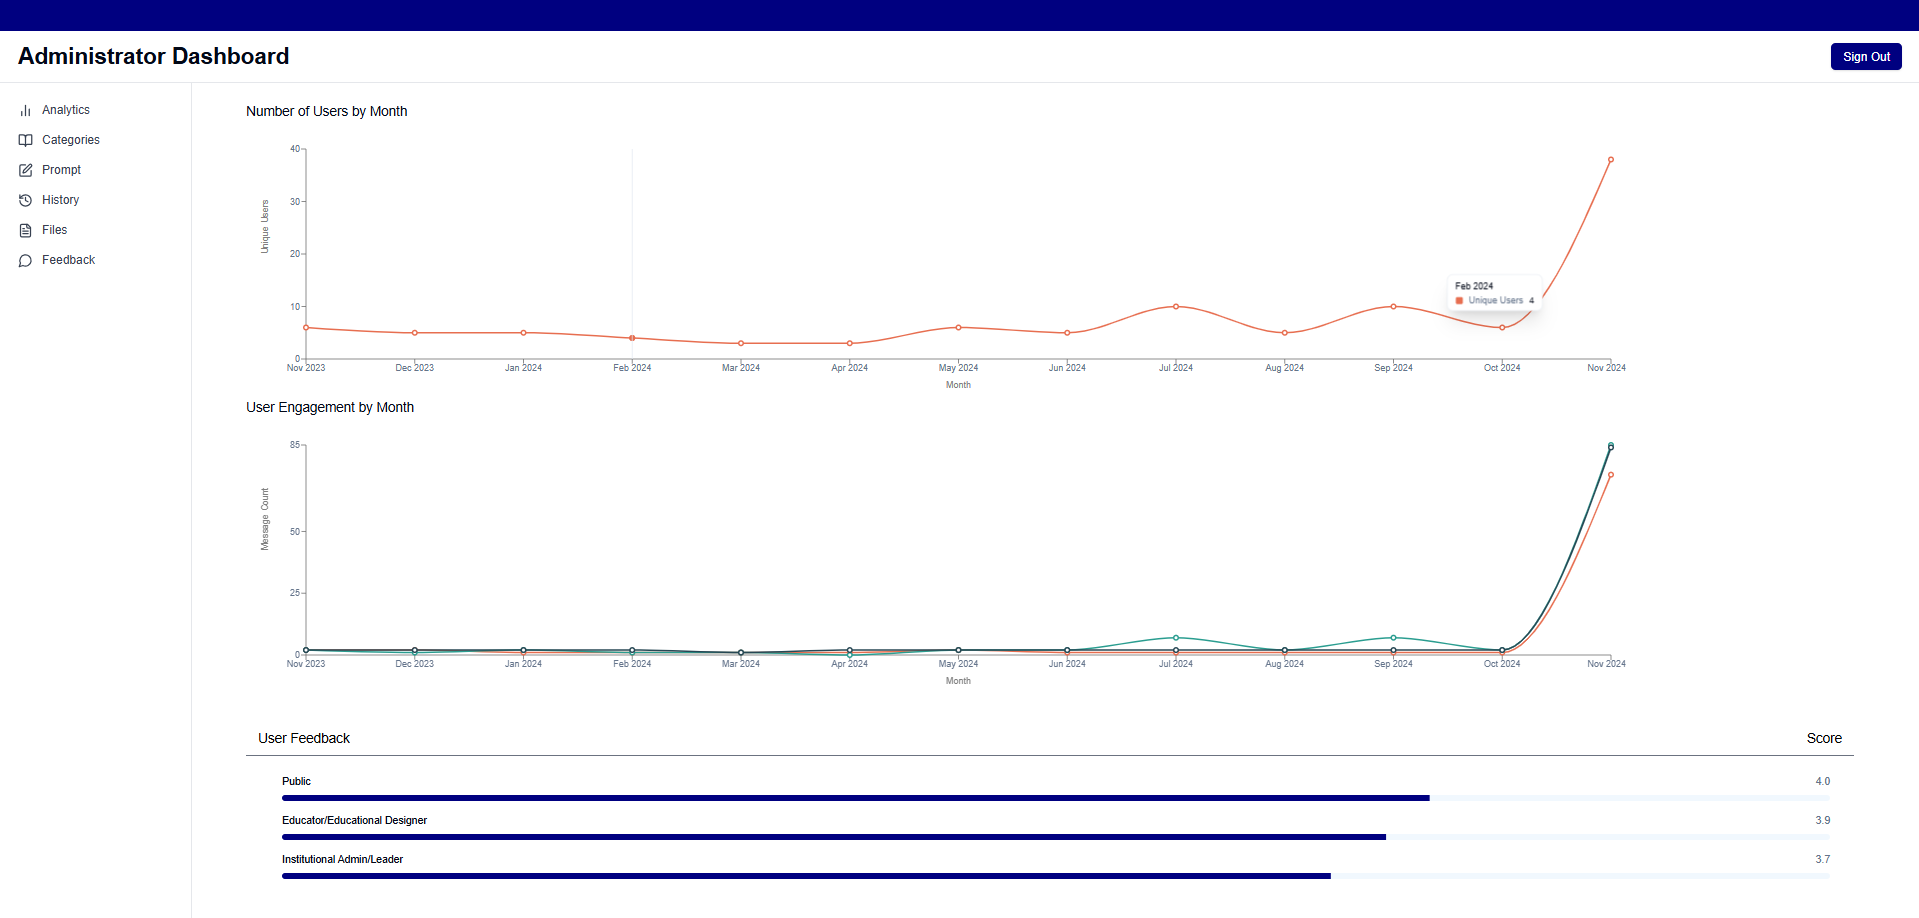 Administrator Dashboard
Sign Out
Analytics
Categories
Prompt
History
Files
Feedback
Number of Users by Month
40
30
20
10
0
Unique Users
Feb 2024
Unique Users 4
Nov 2023 Dec 2023 Jan 2024 Feb 2024 Mar 2024 Apr 2024 May 2024 Jun 2024 Jul 2024 Aug 2024 Sep 2024 Oct 2024 Nov 2024
Month
User Engagement by Month
85
50
25
0
Message Count
Nov 2023 Dec 2023 Jan 2024 Feb 2024 Mar 2024 Apr 2024 May 2024 Jun 2024 Jul 2024 Aug 2024 Sep 2024 Oct 2024 Nov 2024
Month
User Feedback Score
Public 4.0
Educator/Educational Designer 3.9
Institutional Admin/Leader 3.7